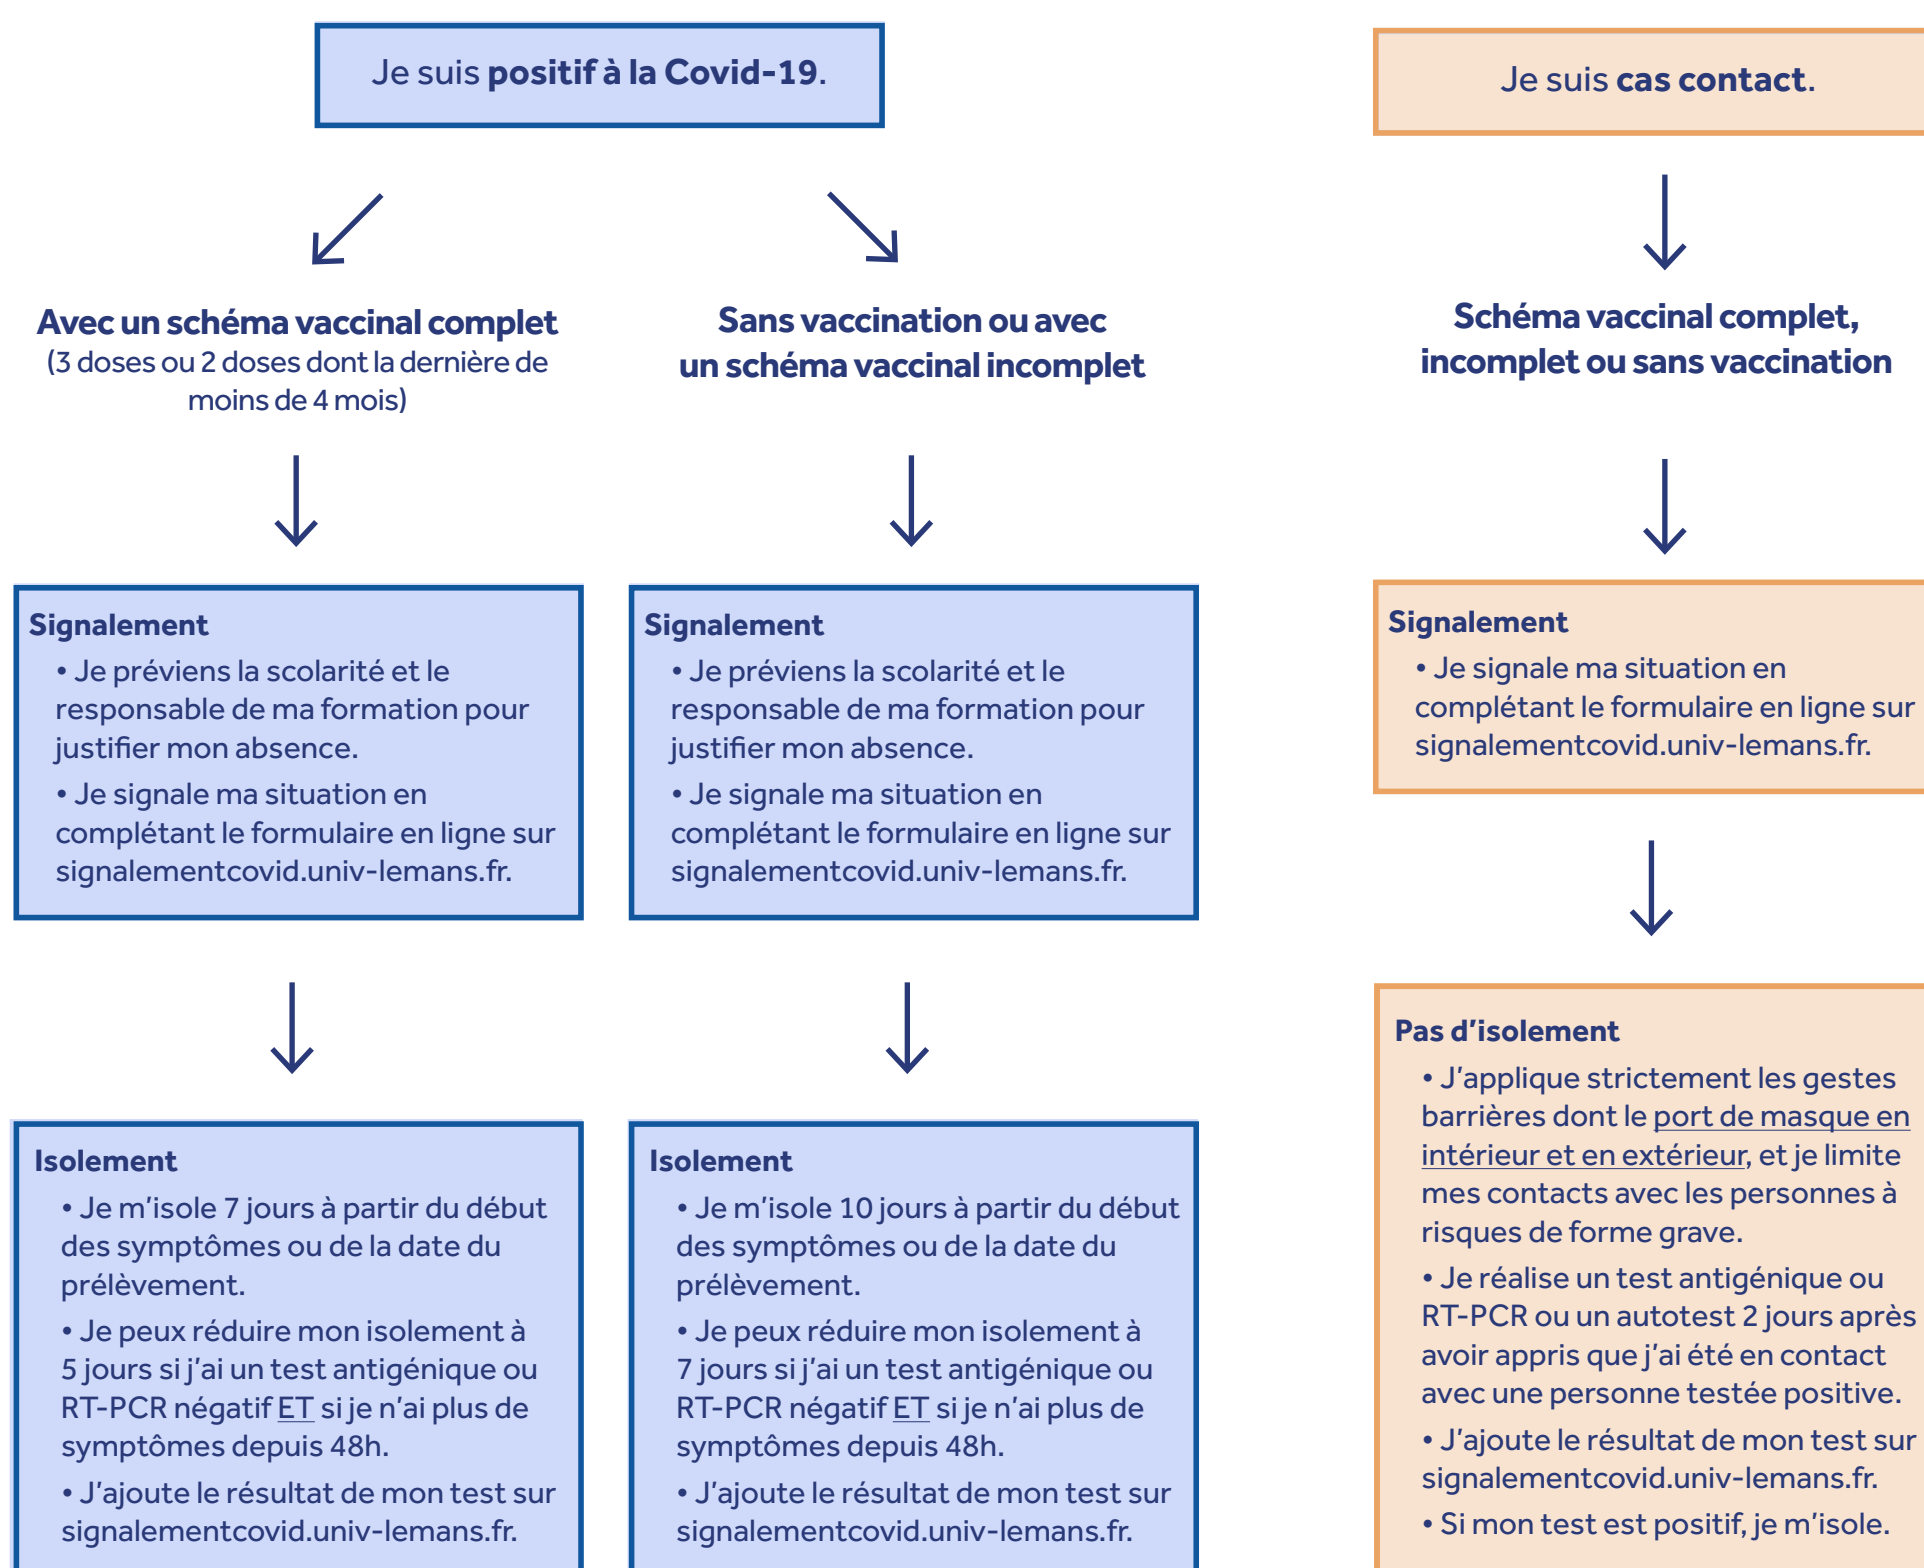 Je suis positif à la Covid-19.
Avec un schéma vaccinal complet
(3 doses ou 2 doses dont la dernière de
moins de 4 mois)
Signalement
• Je préviens la scolarité et le
responsable de ma formation pour
justifier mon absence.
• Je signale ma situation en
complétant le formulaire en ligne sur
signalementcovid.univ-lemans.fr.
Isolement
• Je m'isole 7 jours à partir du début
des symptômes ou de la date du
prélèvement.
• Je peux réduire mon isolement à
5 jours si j'ai un test antigénique ou
RT-PCR négatif ET si je n'ai plus de
symptômes depuis 48h.
• J'ajoute le résultat de mon test sur
signalementcovid.univ-lemans.fr.
Sans vaccination ou avec
un schéma vaccinal incomplet
Signalement
• Je préviens la scolarité et le
responsable de ma formation pour
justifier mon absence.
• Je signale ma situation en
complétant le formulaire en ligne sur
signalementcovid.univ-lemans.fr.
Isolement
• Je m'isole 10 jours à partir du début
des symptômes ou de la date du
prélèvement.
• Je peux réduire mon isolement à
7 jours si j'ai un test antigénique ou
RT-PCR négatif ET si je n'ai plus de
symptômes depuis 48h.
• J'ajoute le résultat de mon test sur
signalementcovid.univ-lemans.fr.
Je suis cas contact.
Schéma vaccinal complet,
incomplet ou sans vaccination
Signalement
• Je signale ma situation en
complétant le formulaire en ligne sur
signalementcovid.univ-lemans.fr.
Pas d'isolement
• J'applique strictement les gestes
barrières dont le port de masque en
intérieur et en extérieur, et je limite
mes contacts avec les personnes à
risques de forme grave.
• Je réalise un test antigénique ou
RT-PCR ou un autotest 2 jours après
avoir appris que j'ai été en contact
avec une personne testée positive.
• J'ajoute le résultat de mon test sur
signalementcovid.univ-lemans.fr.
• Si mon test est positif, je m'isole.